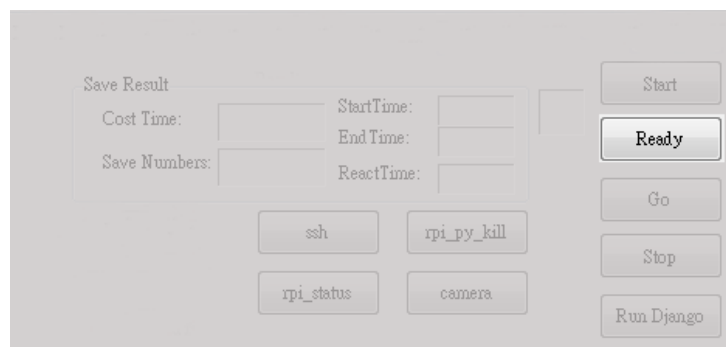 Save Result
Cost Time:
Save Numbers:
StartTime:
EndTime:
ReactTime:
ssh
rpi_py_kill
rpi_status
camera
Start
Ready
Go
Stop
Run Django